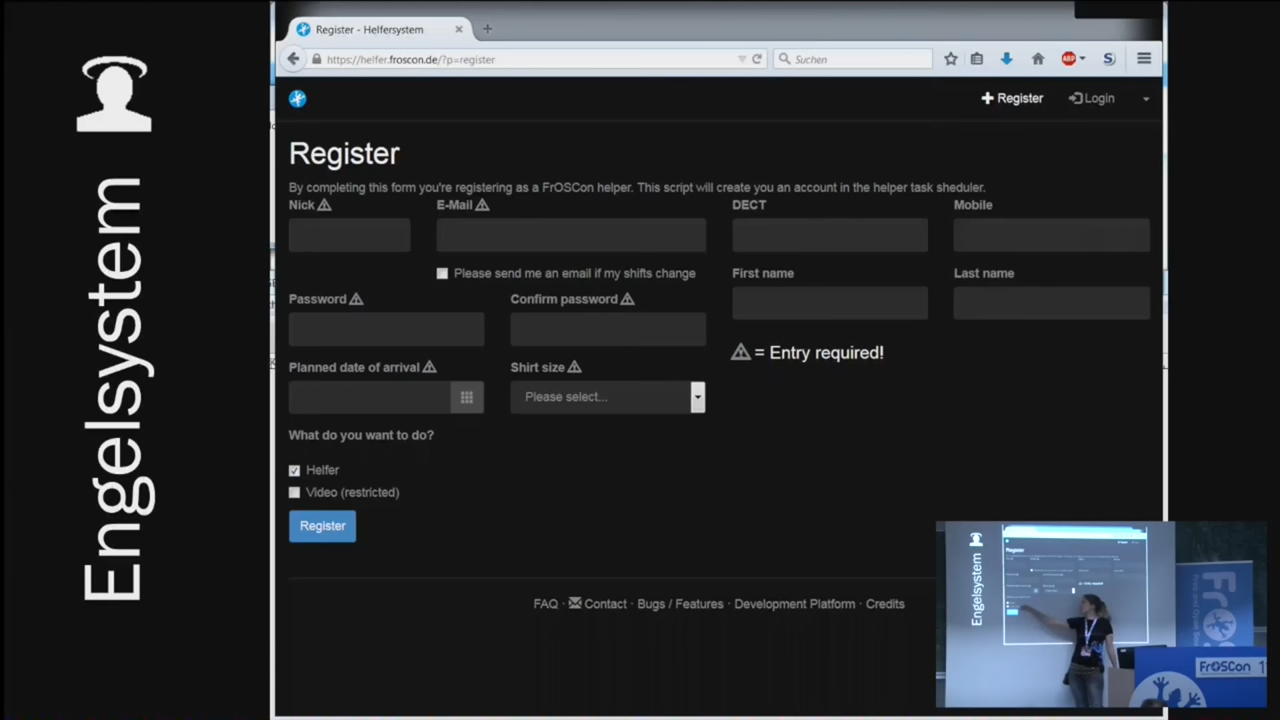 Engelsystem
Register - Helfersystem
https://helfer.froscon.de/?p=register
Suchen
ABP
S
Register
Login
Register
By completing this form you're registering as a FrOSCon helper. This script will create you an account in the helper task sheduler.
Nick
E-Mail
DECT
Mobile
Please send me an email if my shifts change
First name
Last name
Password
Confirm password
= Entry required!
Planned date of arrival
Shirt size
Please select...
What do you want to do?
Helfer
Video (restricted)
Register
FAQ · Contact · Bugs / Features · Development Platform · Credits
Engelsystem
Register
FrOSCon